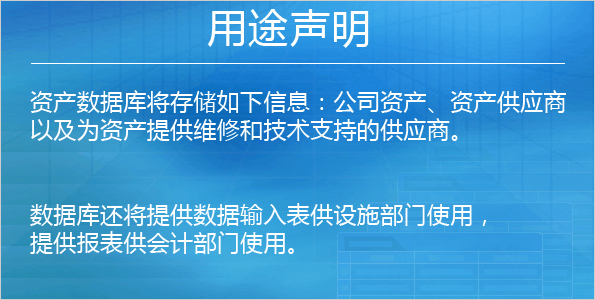 用途声明
资产数据库将存储如下信息：公司资产、资产供应商
以及为资产提供维修和技术支持的供应商。
数据库还将提供数据输入表供设施部门使用，
提供报表供会计部门使用。